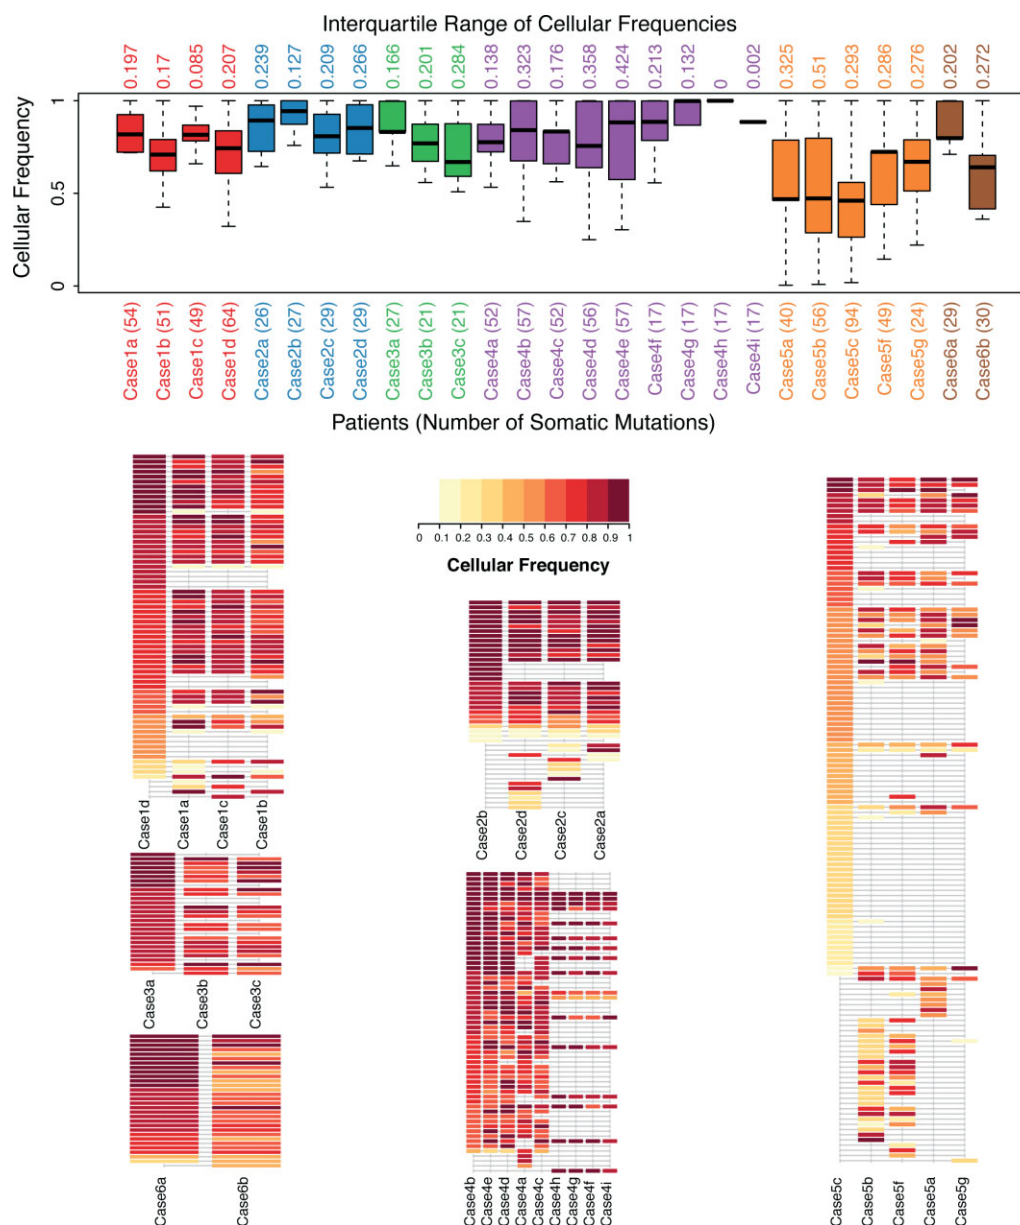 Interquartile Range of Cellular Frequencies
0.197 0.17 0.085 0.207 0.239 0.127 0.209 0.266 0.166 0.201 0.284 0.138 0.323 0.176 0.358 0.424 0.213 0.132 0 0.002 0.325 0.51 0.293 0.286 0.276 0.202 0.272
Cellular Frequency
1
0.5
0
Case1a (54) Case1b (51) Case1c (49) Case1d (64) Case2a (26) Case2b (27) Case2c (29) Case2d (29) Case3a (27) Case3b (21) Case3c (21) Case4a (52) Case4b (57) Case4c (52) Case4d (56) Case4e (57) Case4f (17) Case4g (17) Case4h (17) Case4i (17) Case5a (40) Case5b (56) Case5c (94) Case5f (49) Case5g (24) Case6a (29) Case6b (30)
Patients (Number of Somatic Mutations)
0 0.1 0.2 0.3 0.4 0.5 0.6 0.7 0.8 0.9 1
Cellular Frequency
Case1d Case1a Case1c Case1b
Case2b Case2d Case2c Case2a
Case3a Case3b Case3c
Case6a Case6b
Case4b Case4e Case4d Case4a Case4c Case4h Case4g Case4f Case4i
Case5c Case5b Case5f Case5a Case5g